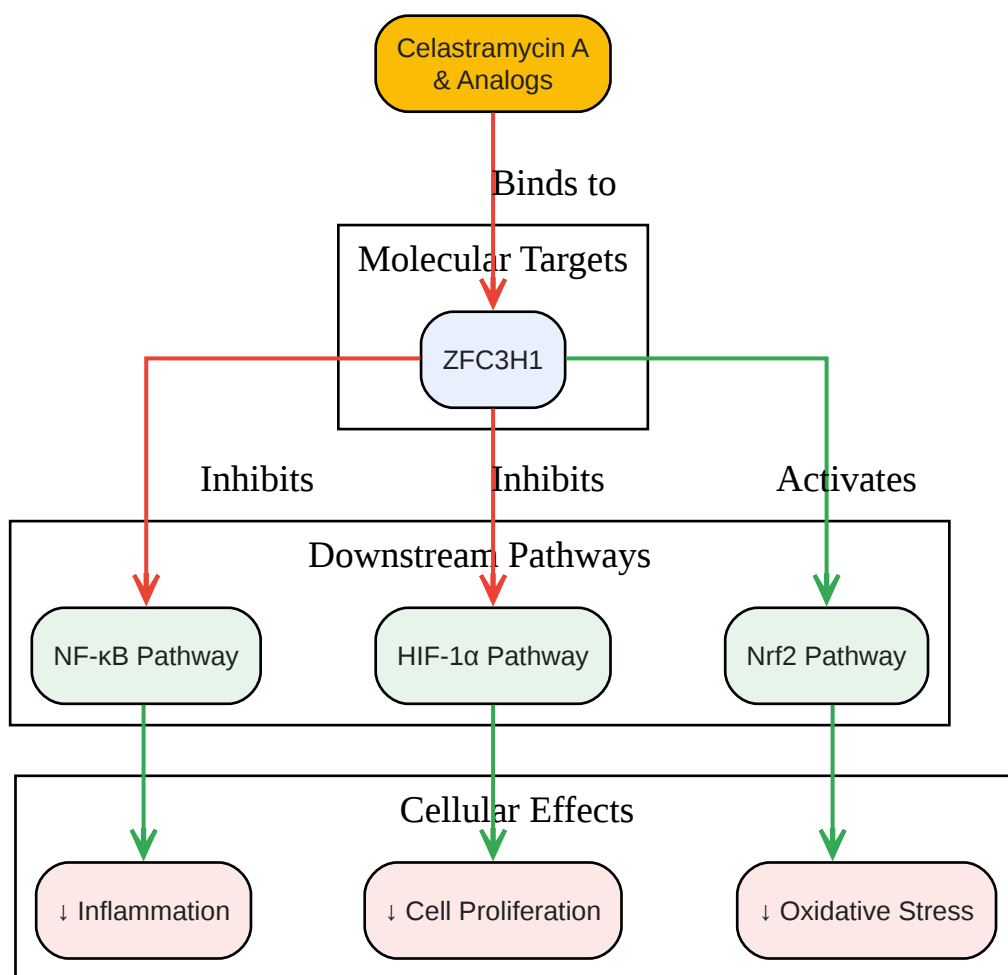 Celastramycin A
& Analogs
Binds to
Molecular Targets
ZFC3H1
Inhibits
Inhibits
Activates
Downstream Pathways
NF-κB Pathway
HIF-1α Pathway
Nrf2 Pathway
Cellular Effects
↓ Inflammation
↓ Cell Proliferation
↓ Oxidative Stress